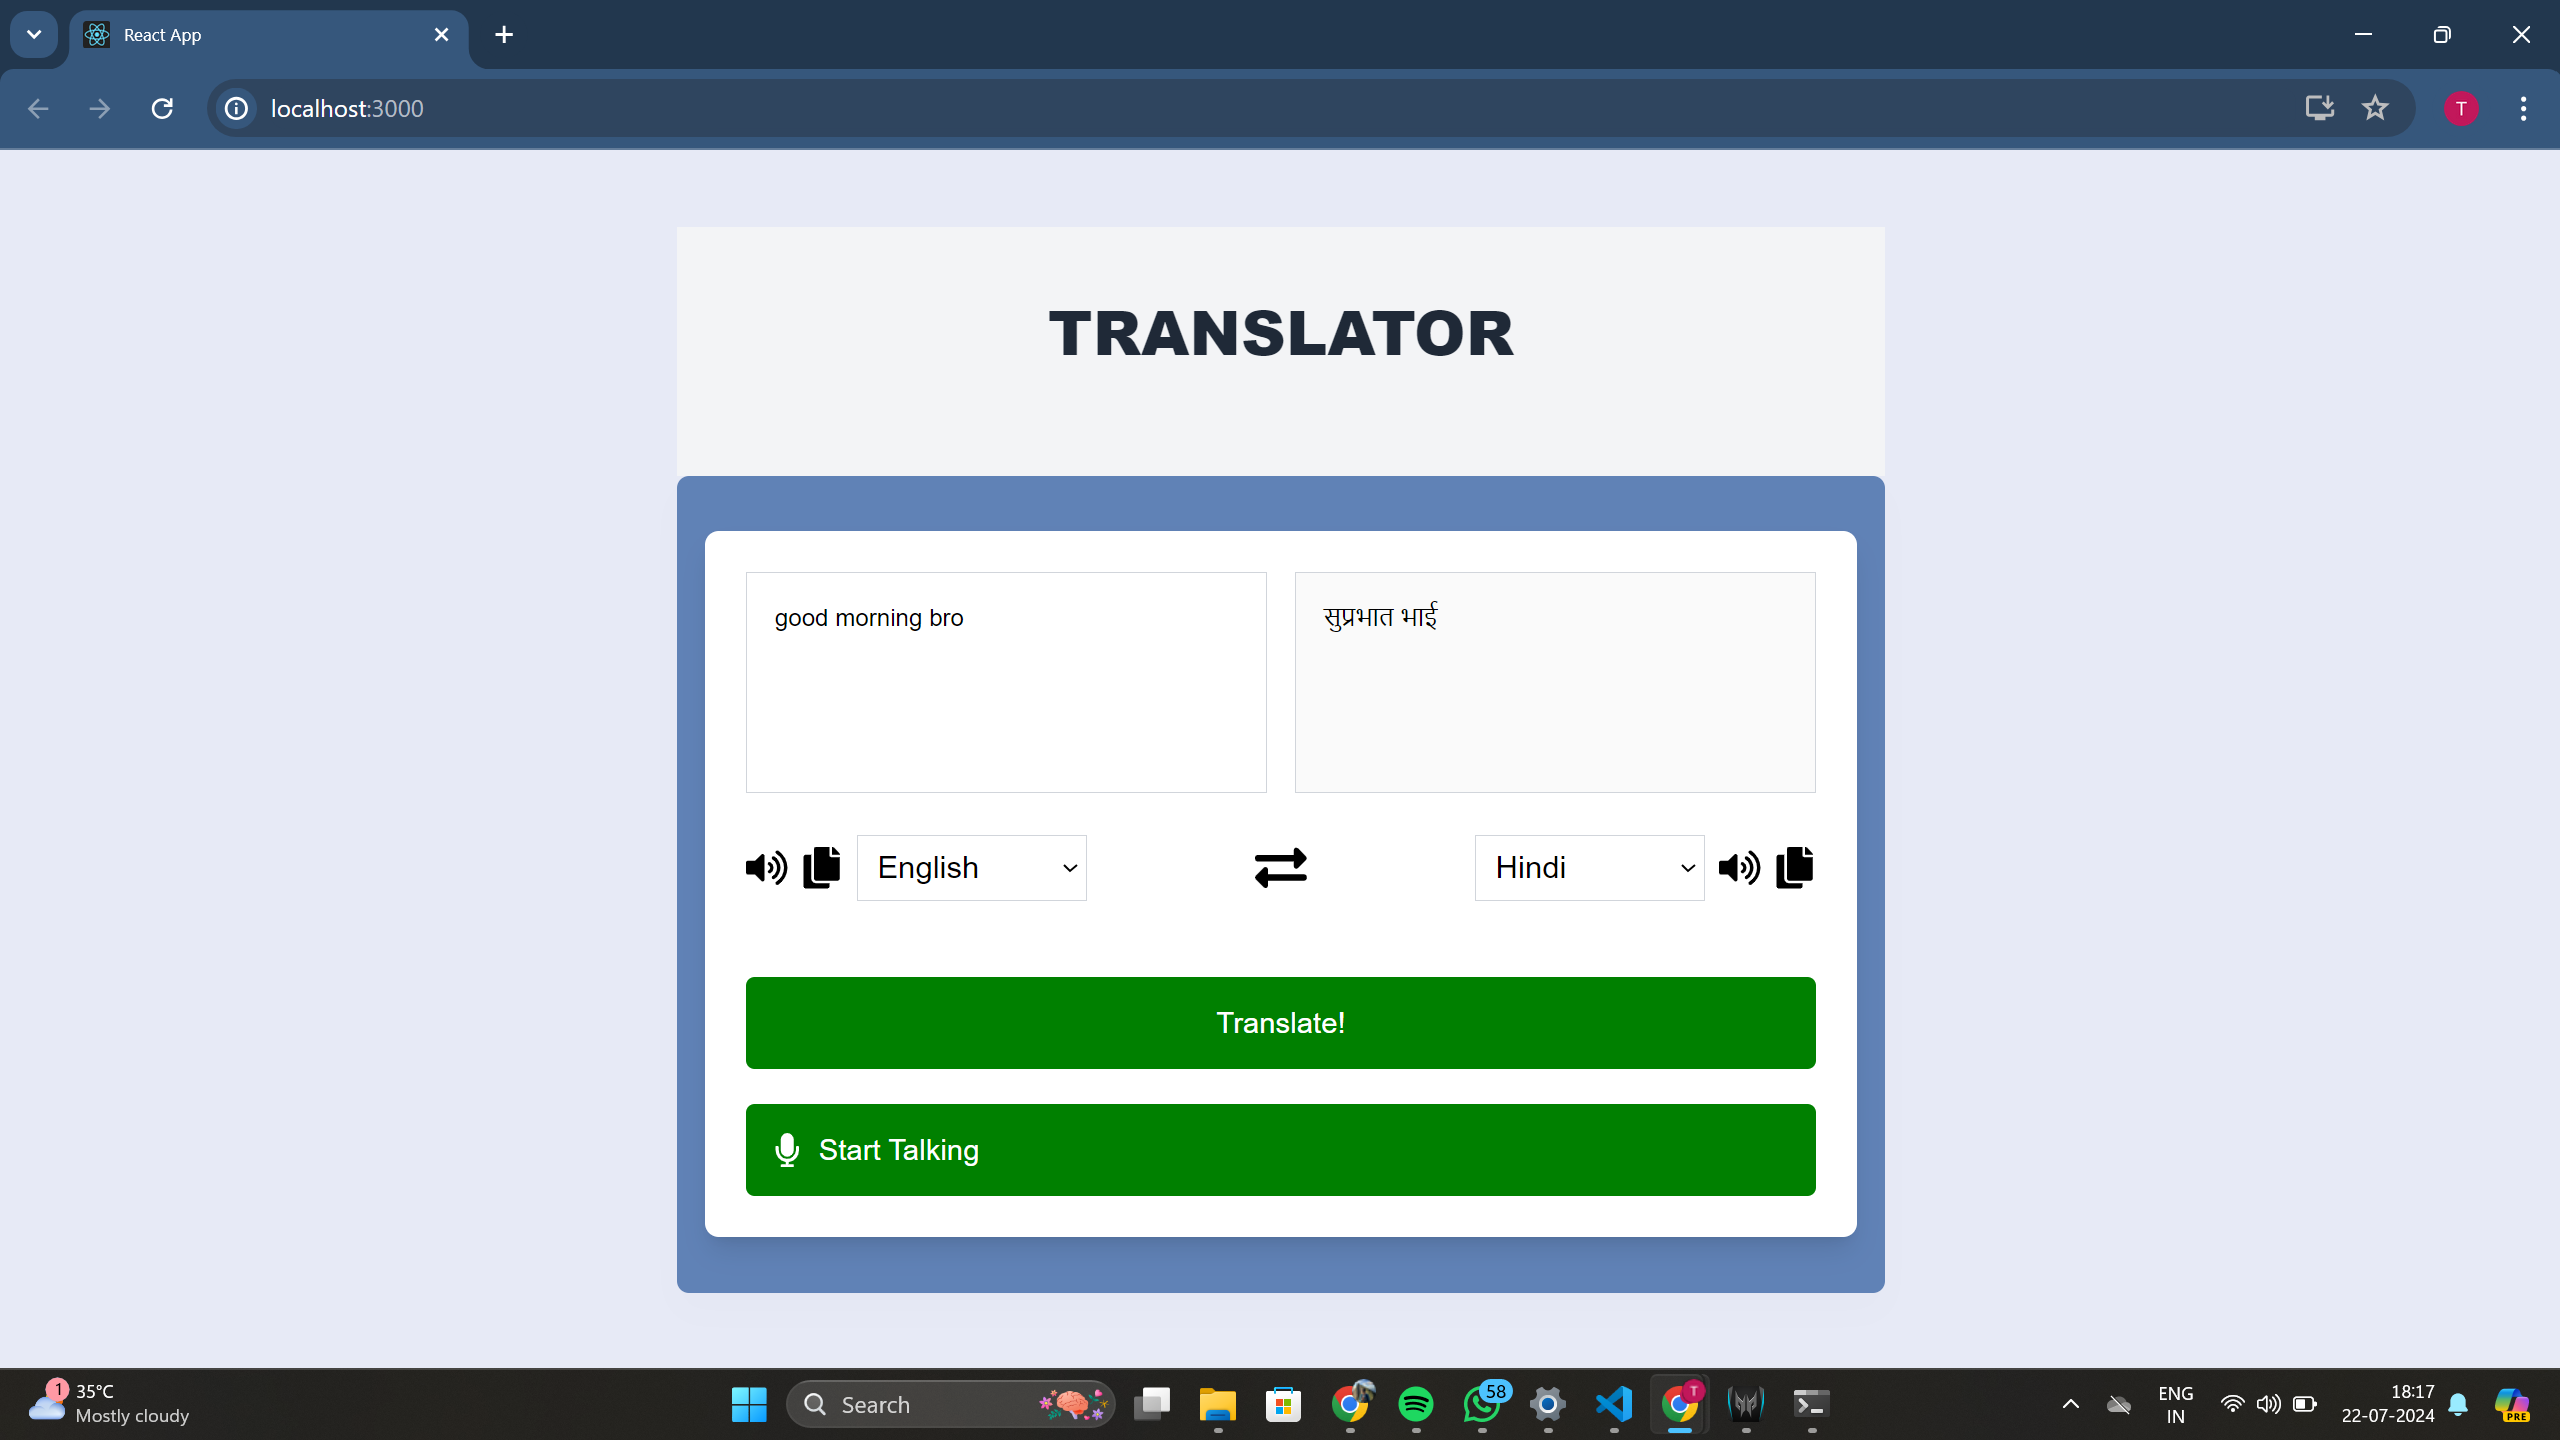 React App
localhost:3000
T
TRANSLATOR
good morning bro
सुप्रभात भाई
English
Hindi
Translate!
Start Talking
1
35°C
Mostly cloudy
Search
58
T
ENG
IN
18:17
22-07-2024
PRE